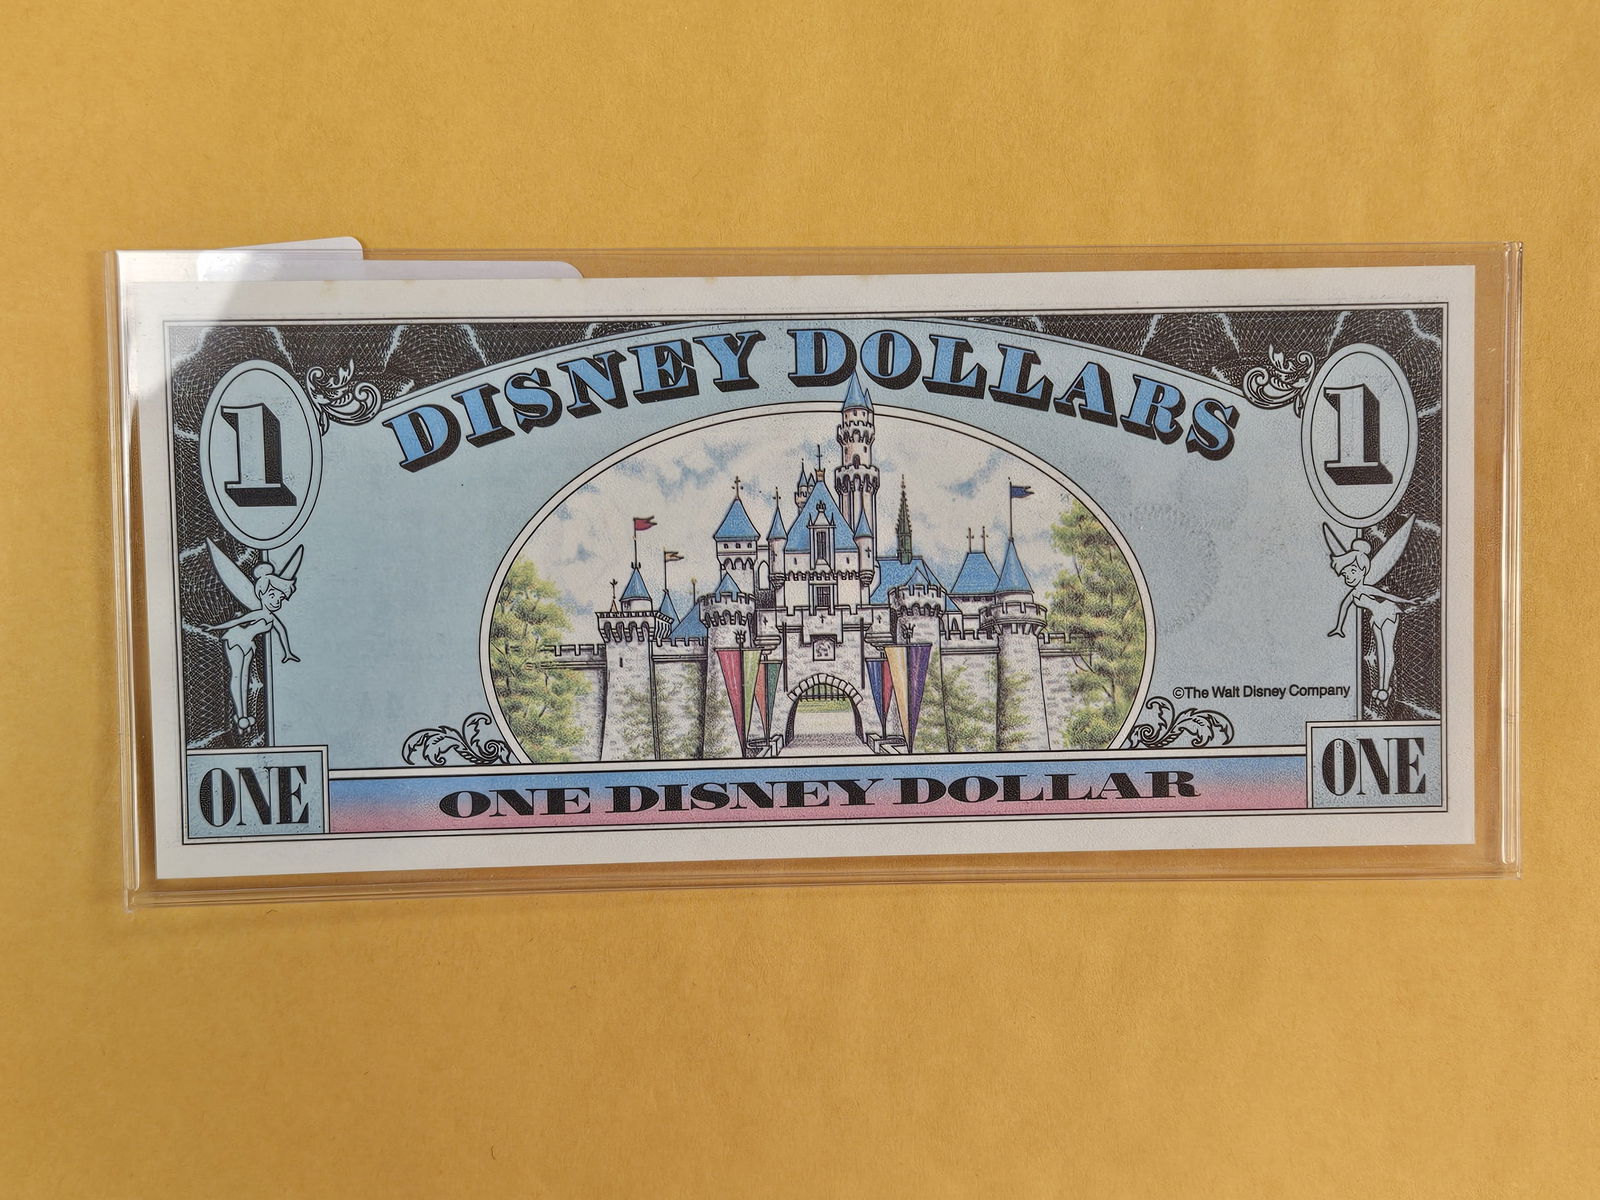 DISNEY DOLLARS
1
1
©The Walt Disney Company
ONE
ONE DISNEY DOLLAR
ONE